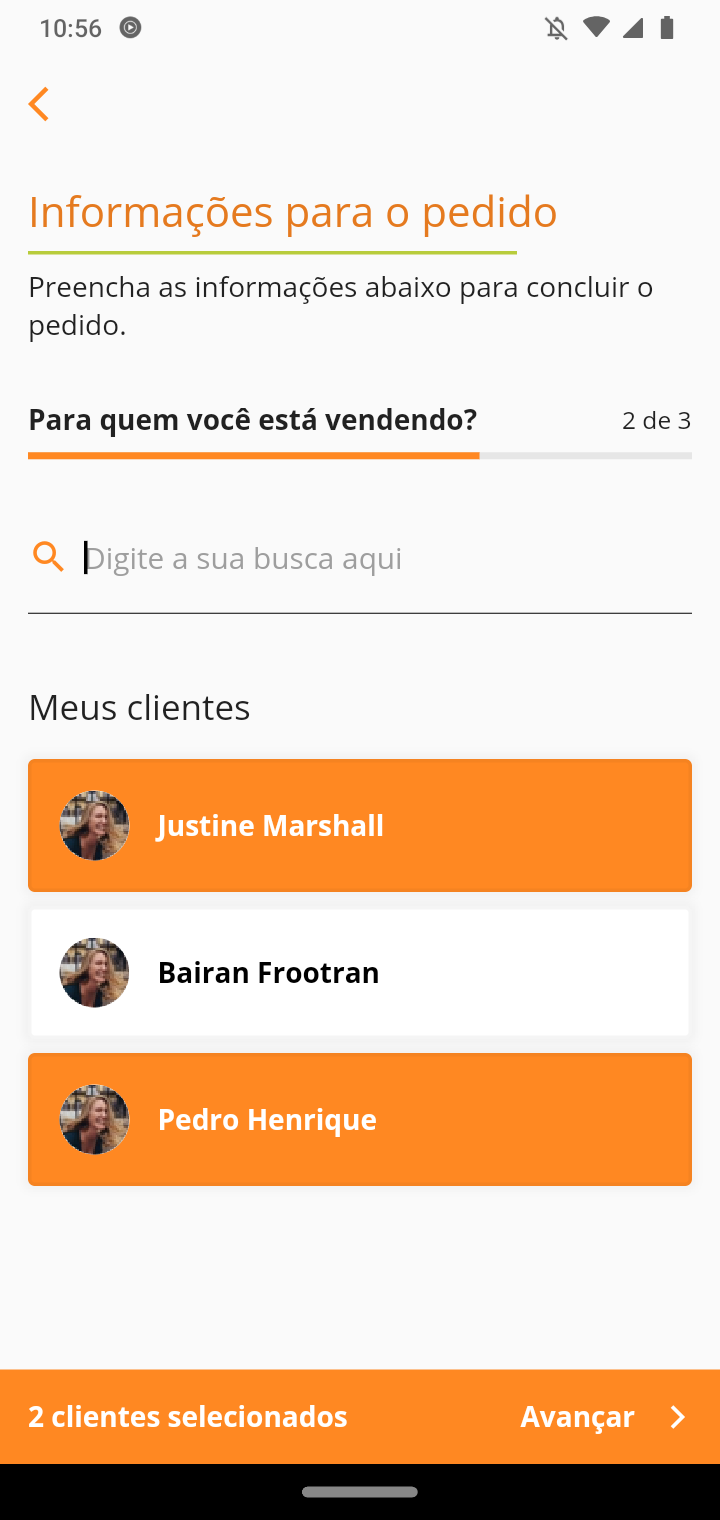 10:56
Informações para o pedido
Preencha as informações abaixo para concluir o
pedido.
Para quem você está vendendo? 2 de 3
Digite a sua busca aqui
Meus clientes
Justine Marshall
Bairan Frootran
Pedro Henrique
2 clientes selecionados Avançar